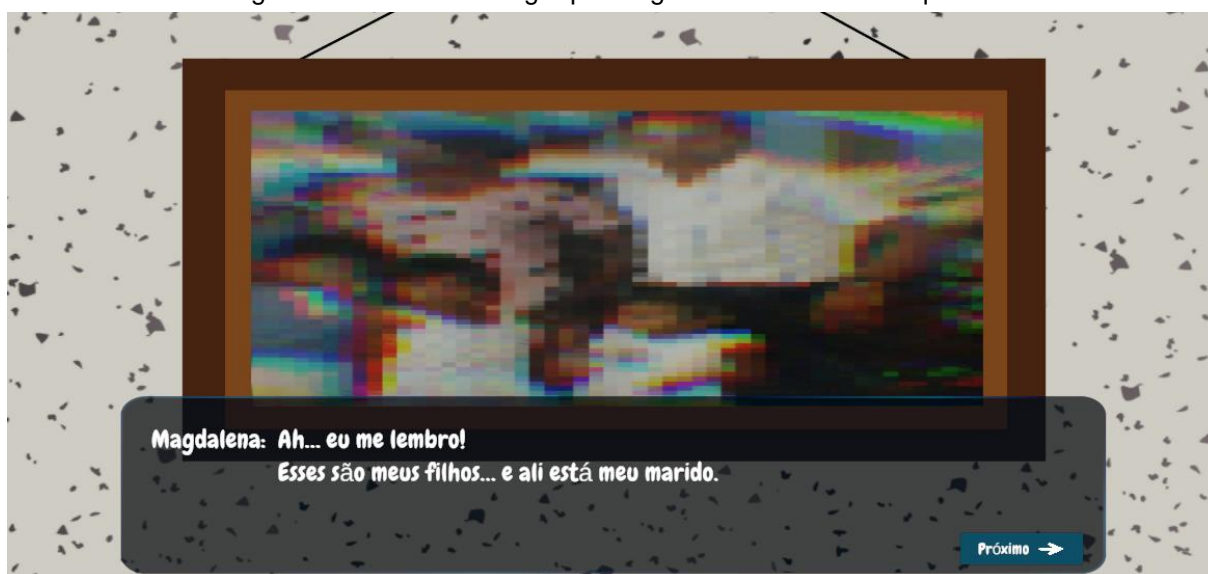 Magdalena: Ah... eu me lembro!
Esses são meus filhos... e ali está meu marido.
Próximo